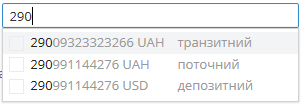 290
29009323323266 UAH транзитний
290991144276 UAH поточний
290991144276 USD депозитний